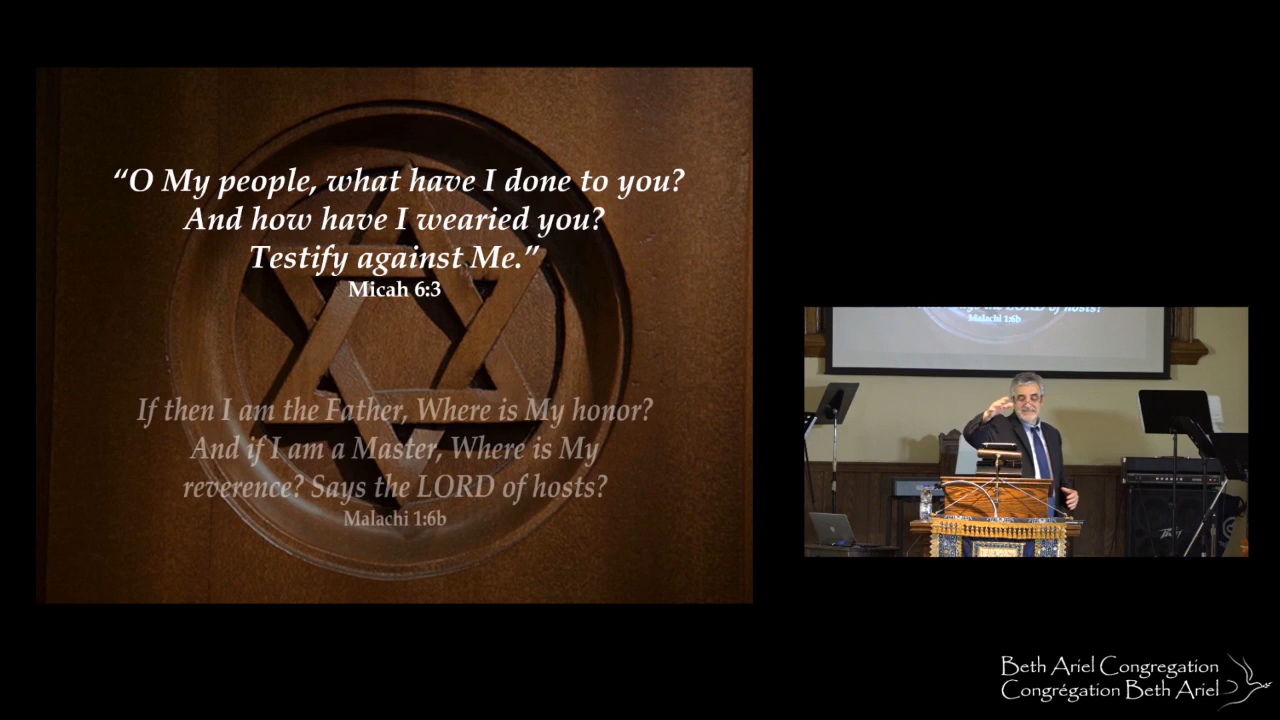 “O My people, what have I done to you?
And how have I wearied you?
Testify against Me.”
Micah 6:3
If then I am the Father, Where is My honor?
And if I am a Master, Where is My
reverence? Says the LORD of hosts?
Malachi 1:6b
LORD of hosts?
Malachi 1:6b
Peavey
Beth Ariel Congregation
Congrégation Beth Ariel